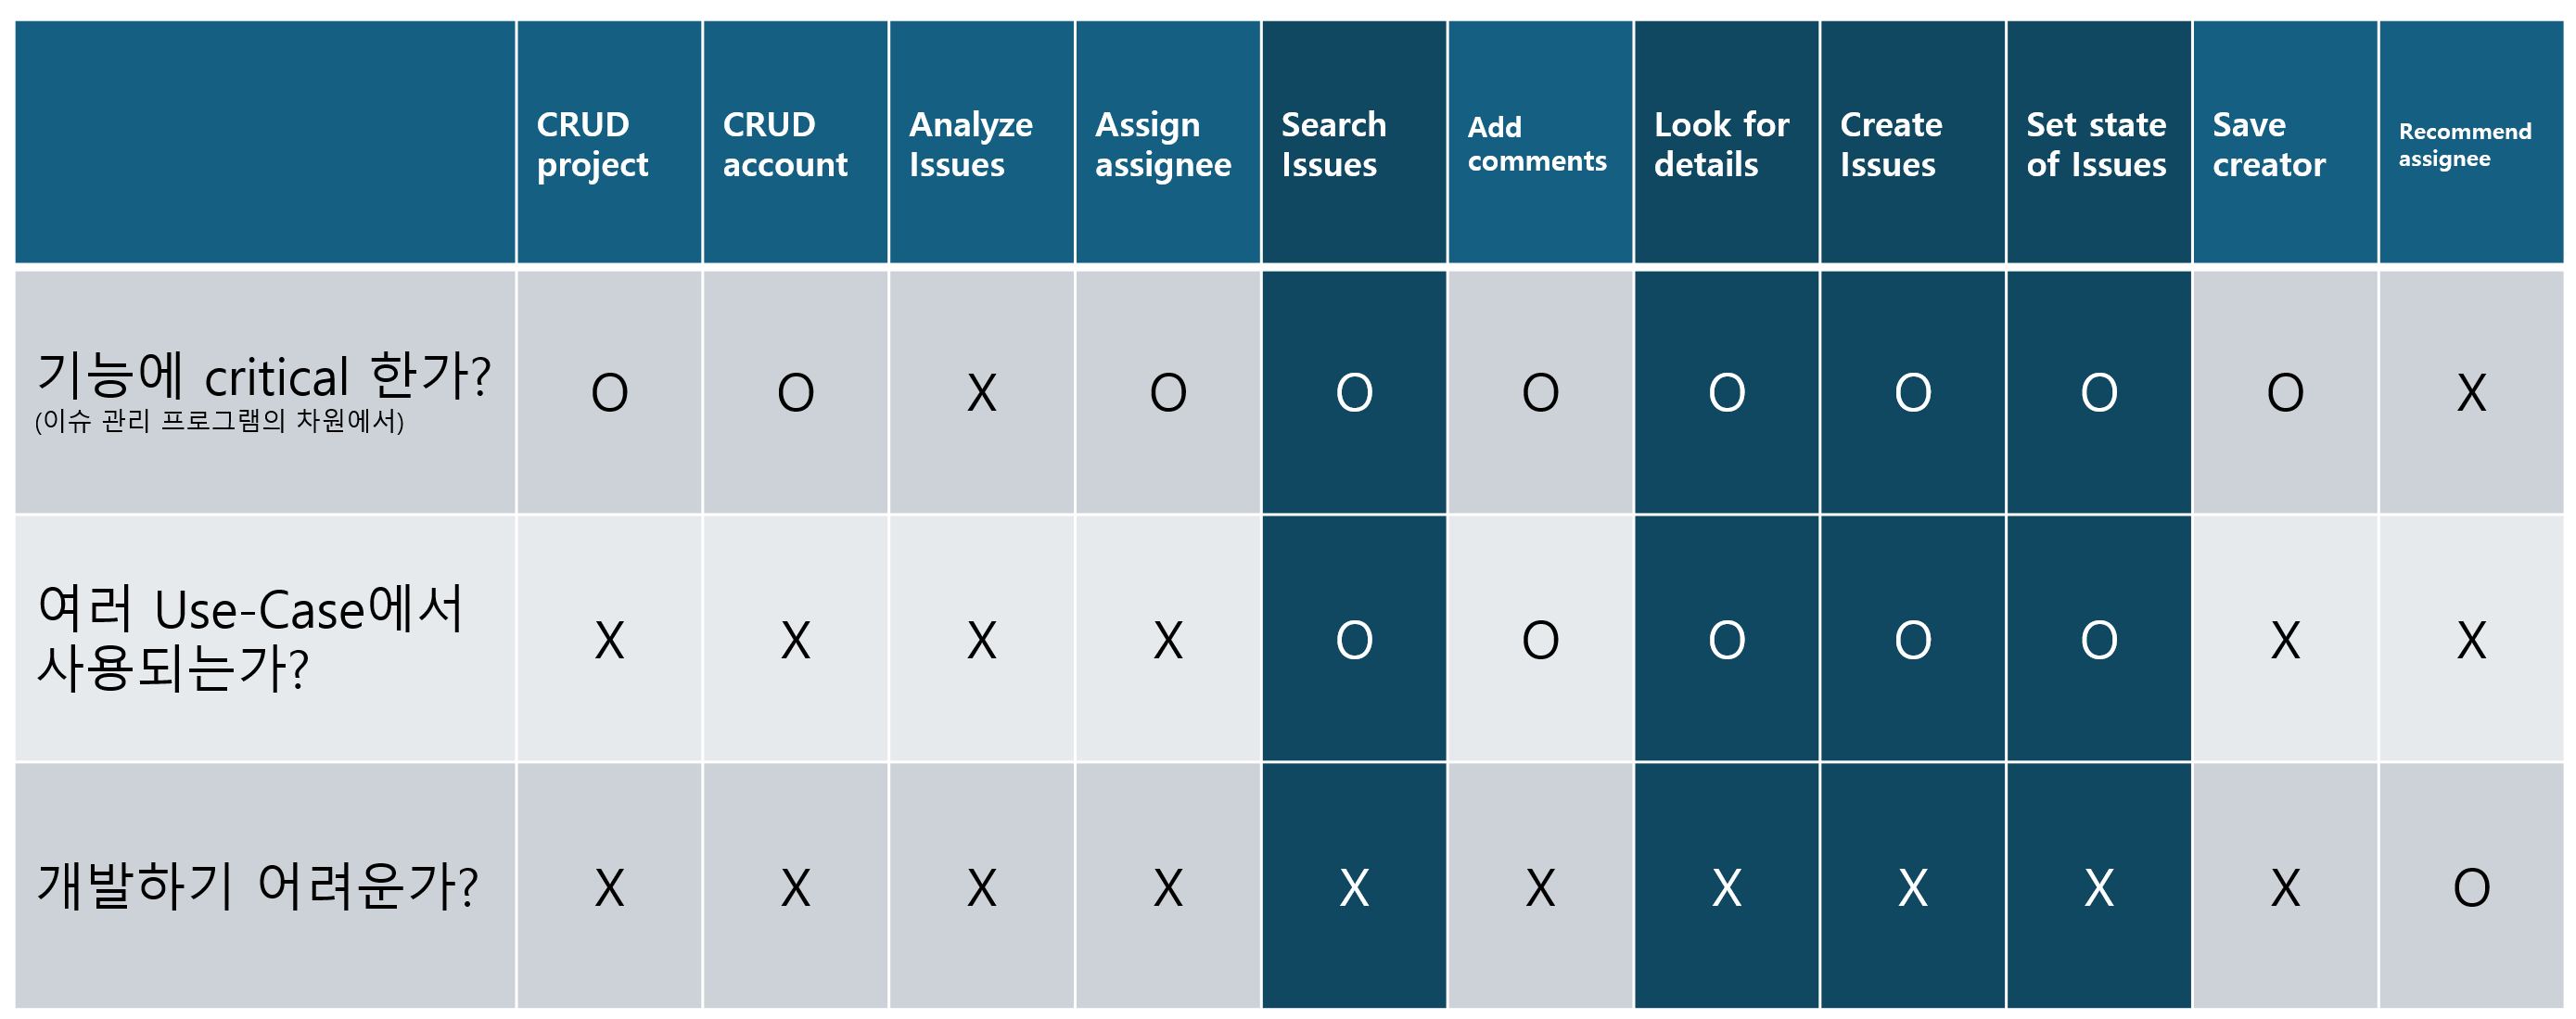 CRUD project
CRUD account
Analyze Issues
Assign assignee
Search Issues
Add comments
Look for details
Create Issues
Set state of Issues
Save creator
Recommend assignee
기능에 critical 한가?
(이슈 관리 프로그램의 차원에서)
O O X O O O O O O O X
여러 Use-Case에서
사용되는가?
X X X X O O O O O X X
개발하기 어려운가?
X X X X X X X X X X O